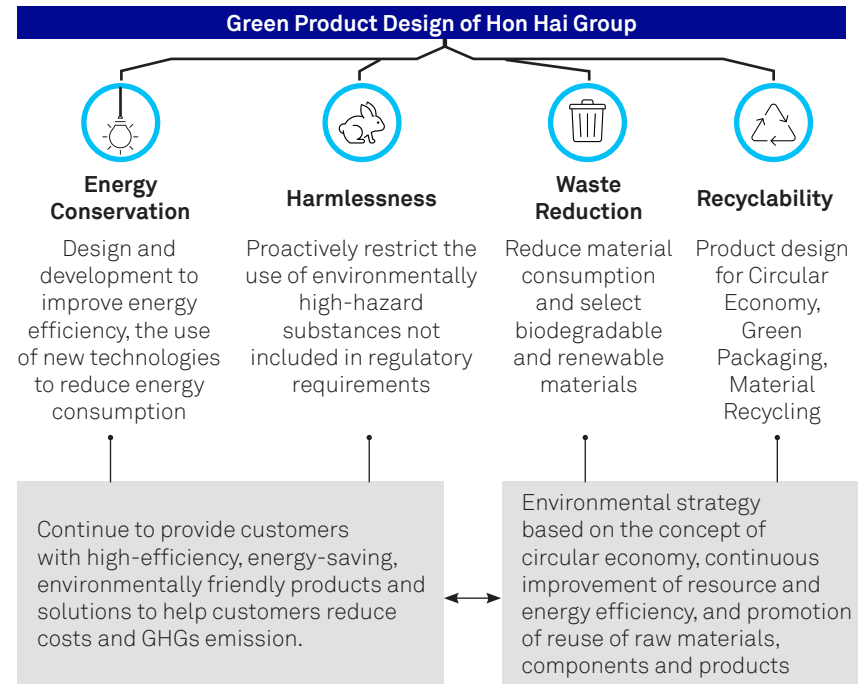 Green Product Design of Hon Hai Group
Energy
Conservation
Design and
development to
improve energy
efficiency, the use
of new technologies
to reduce energy
consumption
Harmlessness
Proactively restrict the
use of environmentally
high-hazard
substances not
included in regulatory
requirements
Waste
Reduction
Reduce material
consumption
and select
biodegradable
and renewable
materials
Recyclability
Product design
for Circular
Economy,
Green
Packaging,
Material
Recycling
Continue to provide customers
with high-efficiency, energy-saving,
environmentally friendly products and
solutions to help customers reduce
costs and GHGs emission.
Environmental strategy
based on the concept of
circular economy, continuous
improvement of resource and
energy efficiency, and promotion
of reuse of raw materials,
components and products